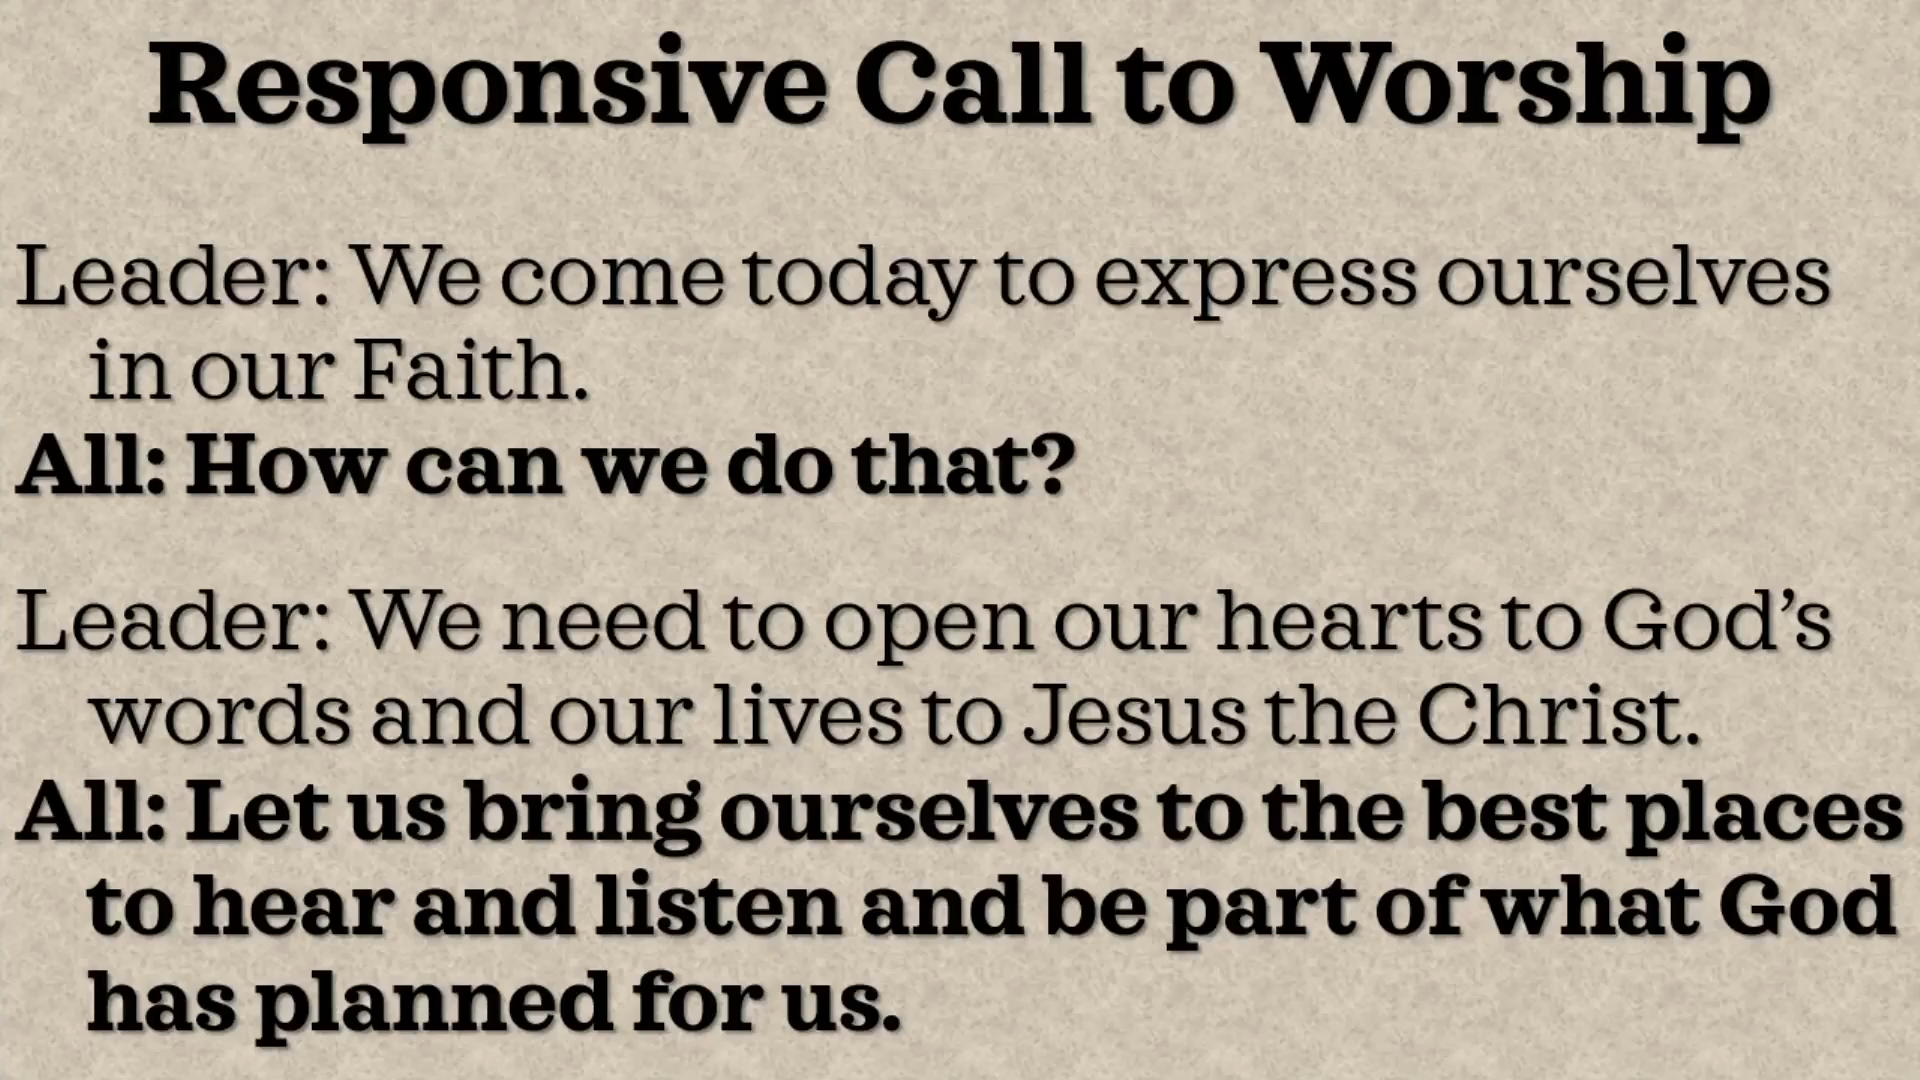 Responsive Call to Worship
Leader: We come today to express ourselves
in our Faith.
All: How can we do that?
Leader: We need to open our hearts to God’s
words and our lives to Jesus the Christ.
All: Let us bring ourselves to the best places
to hear and listen and be part of what God
has planned for us.